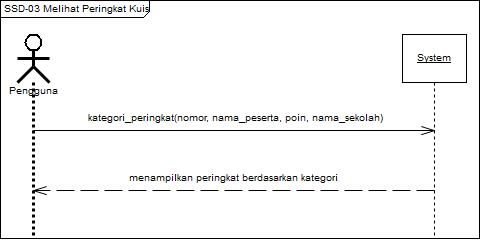 SSD-03 Melihat Peringkat Kuis
Pengguna
System
kategori_peringkat(nomor, nama_peserta, poin, nama_sekolah)
menampilkan peringkat berdasarkan kategori